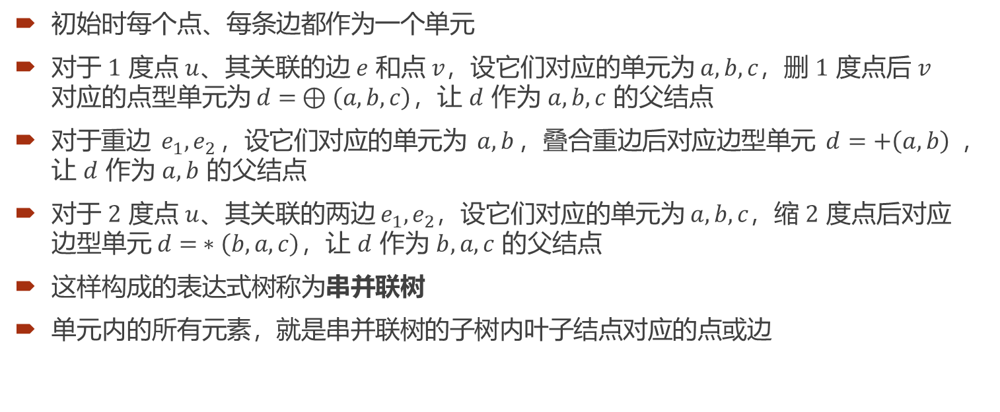 初始时每个点、每条边都作为一个单元
对于 1 度点 u、其关联的边 e 和点 v，设它们对应的单元为 a, b, c，删 1 度点后 v
对应的点型单元为 d = ⊕ (a, b, c)，让 d 作为 a, b, c 的父结点
对于重边 e₁, e₂，设它们对应的单元为 a, b，叠合重边后对应边型单元 d = +(a, b)，
让 d 作为 a, b 的父结点
对于 2 度点 u、其关联的两边 e₁, e₂，设它们对应的单元为 a, b, c，缩 2 度点后对应
边型单元 d = * (b, a, c)，让 d 作为 b, a, c 的父结点
这样构成的表达式树称为串并联树
单元内的所有元素，就是串并联树的子树内叶子结点对应的点或边